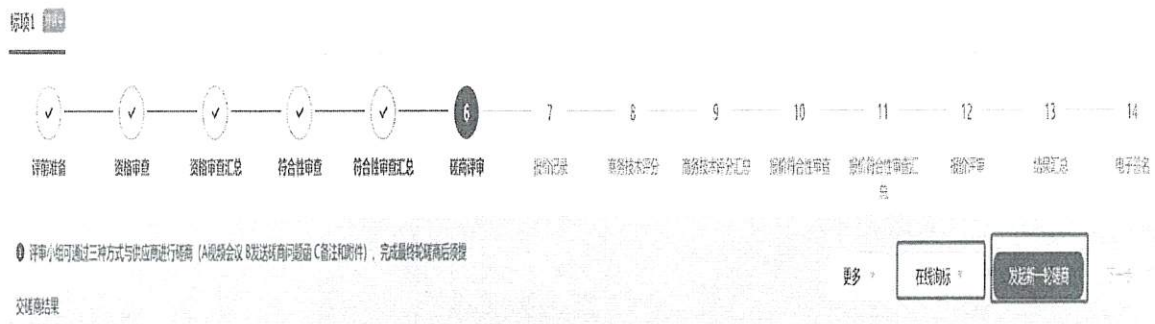 标项1
6 7 8 9 10 11 12 13 14
评前准备 资格审查 资格审查汇总 符合性审查 符合性审查汇总 磋商评审 报价记录 商务技术评分 商务技术评分汇总 报价符合性审查 报价符合性审查汇总 报价评审 结果汇总 电子签名
评审小组可通过三种方式与供应商进行磋商（A视频会议 B发送磋商问题函 C备注和附件），完成最终轮磋商后须提
更多 在线询标 发起新一轮磋商
交磋商结果